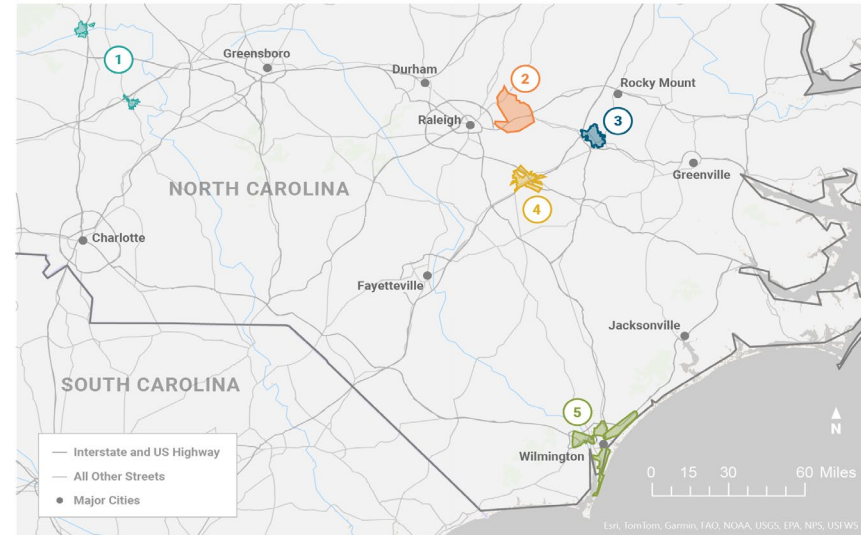 1
Greensboro
Durham
2
Rocky Mount
Raleigh
3
NORTH CAROLINA
Greenville
4
Charlotte
Fayetteville
Jacksonville
SOUTH CAROLINA
5
N
Interstate and US Highway
Wilmington
All Other Streets
0 15 30 60 Miles
Major Cities
Esri, TomTom, Garmin, FAO, NOAA, USGS, EPA, NPS, USFWS